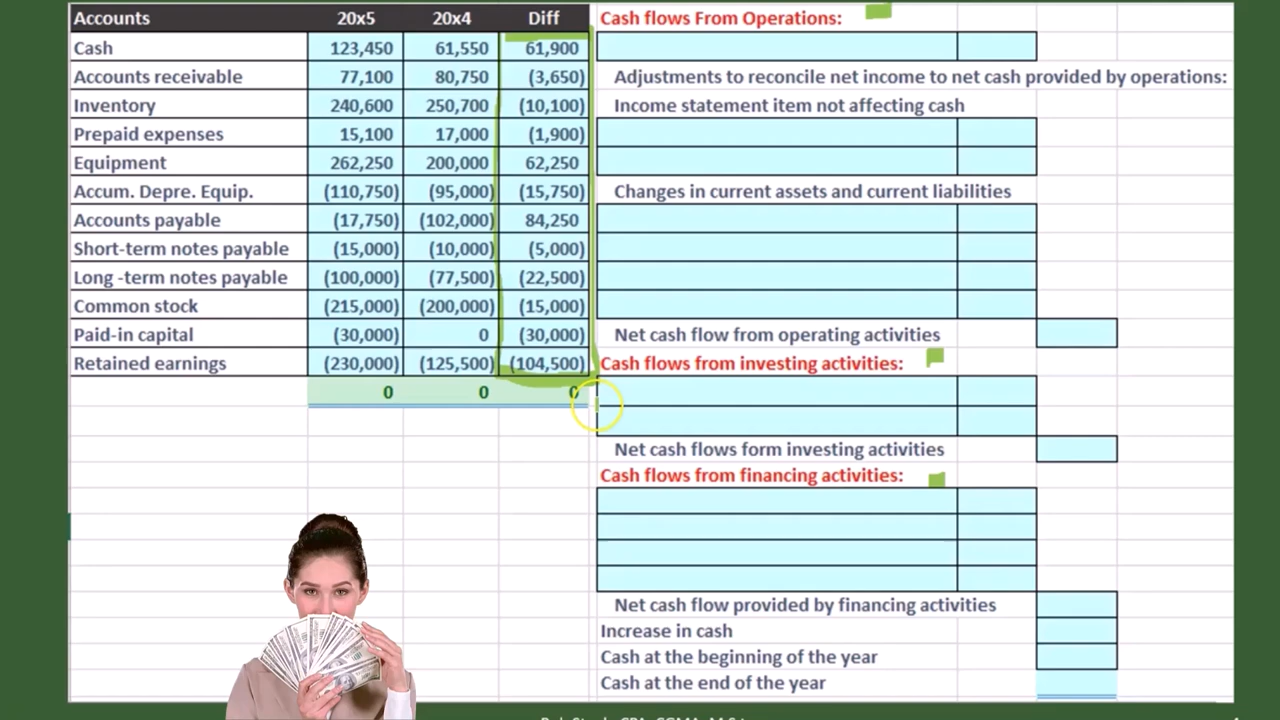 Accounts 20x5 20x4 Diff
Cash 123,450 61,550 61,900
Accounts receivable 77,100 80,750 (3,650)
Inventory 240,600 250,700 (10,100)
Prepaid expenses 15,100 17,000 (1,900)
Equipment 262,250 200,000 62,250
Accum. Depre. Equip. (110,750) (95,000) (15,750)
Accounts payable (17,750) (102,000) 84,250
Short-term notes payable (15,000) (10,000) (5,000)
Long -term notes payable (100,000) (77,500) (22,500)
Common stock (215,000) (200,000) (15,000)
Paid-in capital (30,000) 0 (30,000)
Retained earnings (230,000) (125,500) (104,500)
0 0 0
Cash flows From Operations:
Adjustments to reconcile net income to net cash provided by operations:
Income statement item not affecting cash
Changes in current assets and current liabilities
Net cash flow from operating activities
Cash flows from investing activities:
Net cash flows form investing activities
Cash flows from financing activities:
Net cash flow provided by financing activities
Increase in cash
Cash at the beginning of the year
Cash at the end of the year